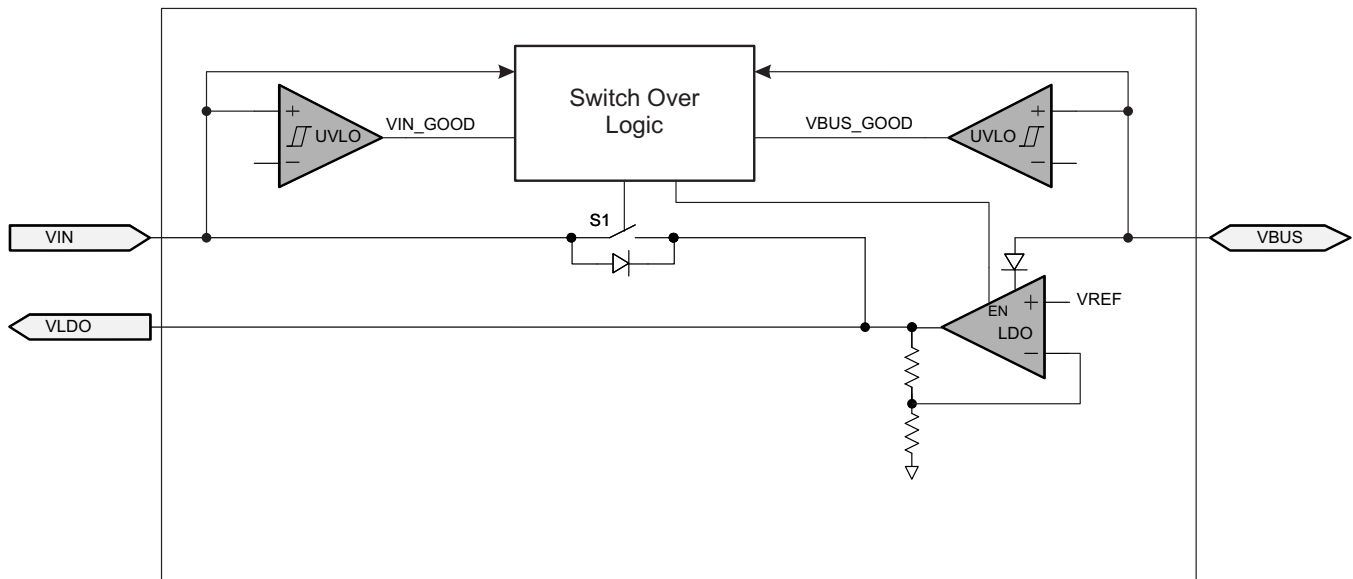 Switch Over
Logic
+
UVLO
−
VIN_GOOD
VBUS_GOOD
+
UVLO
−
S1
VIN
VBUS
EN
+
VREF
LDO
−
VLDO